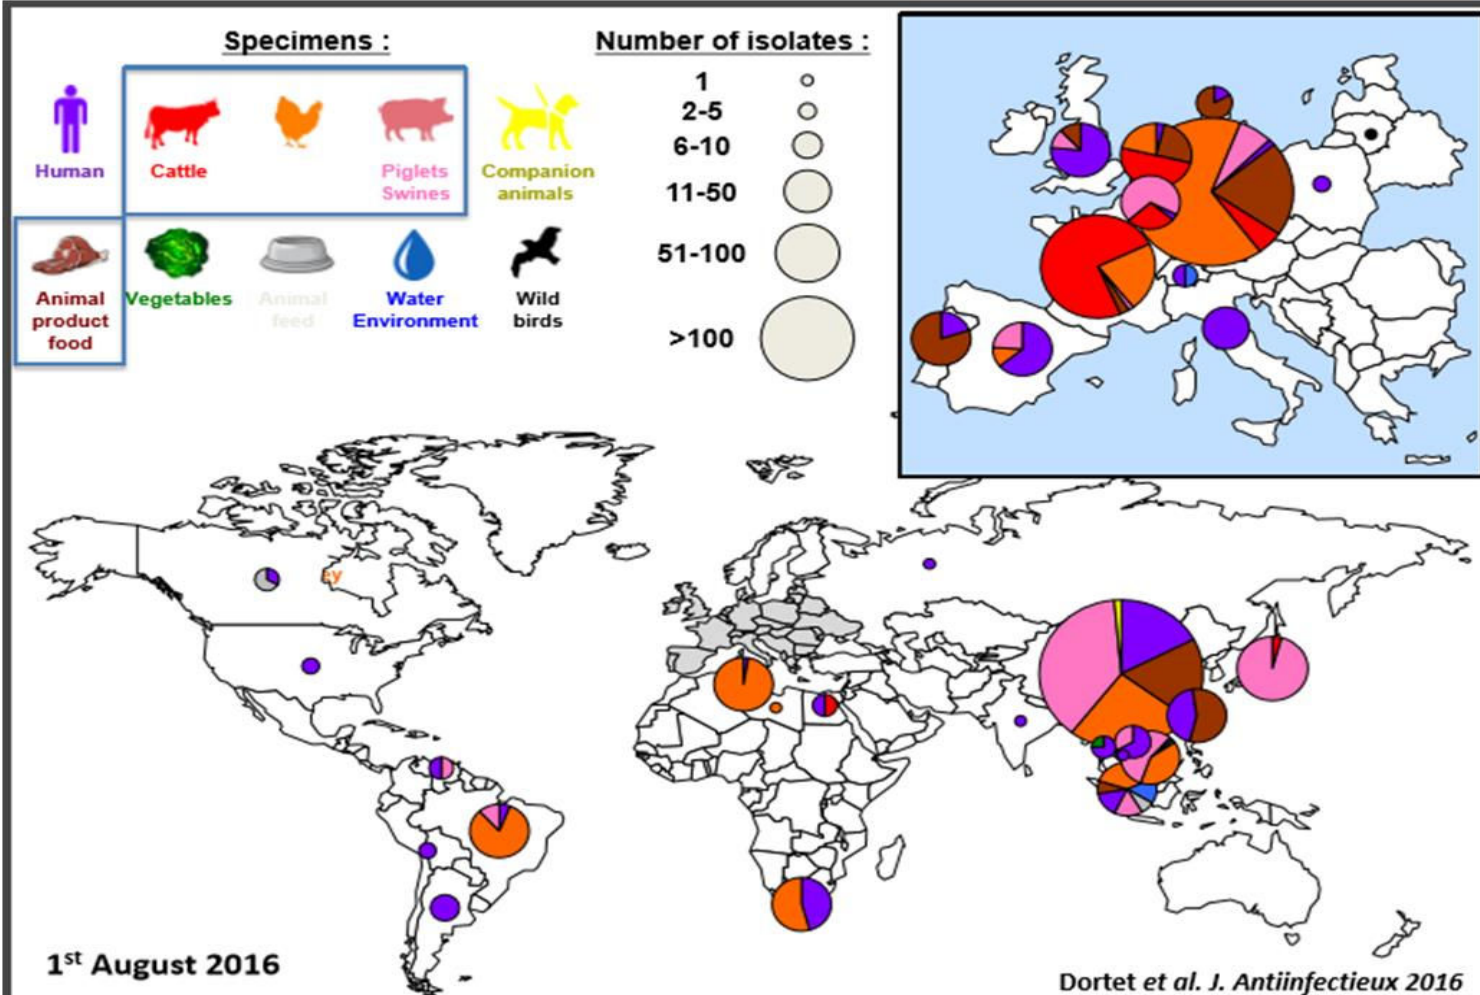 Specimens :
Number of isolates :
Human
Cattle
Piglets
Swines
Companion
animals
Animal
product
food
Vegetables
Animal
feed
Water
Environment
Wild
birds
1
2-5
6-10
11-50
51-100
>100
ey
1st August 2016
Dortet et al. J. Antiinfectieux 2016